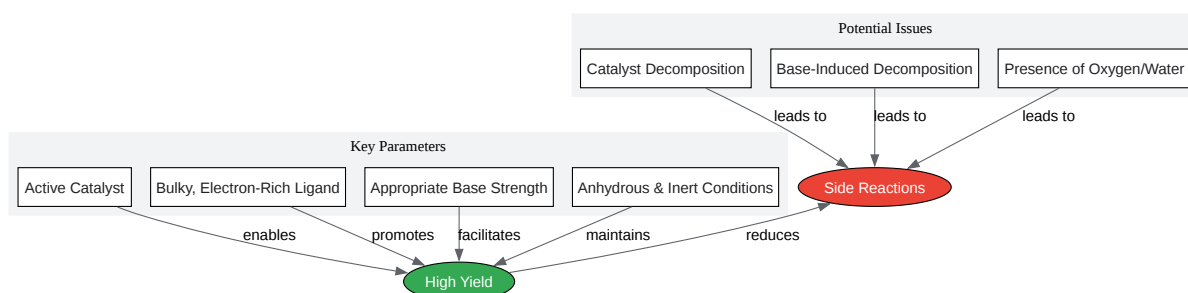 Potential Issues
Catalyst Decomposition
Base-Induced Decomposition
Presence of Oxygen/Water
leads to
leads to
leads to
Key Parameters
Active Catalyst
Bulky, Electron-Rich Ligand
Appropriate Base Strength
Anhydrous & Inert Conditions
Side Reactions
enables
promotes
facilitates
maintains
reduces
High Yield